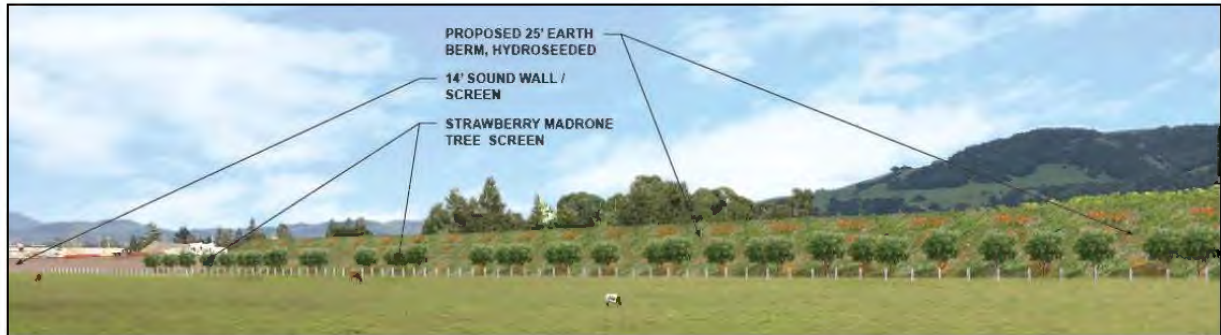 PROPOSED 25' EARTH
BERM, HYDROSEEDED
14' SOUND WALL /
SCREEN
STRAWBERRY MADRONE
TREE SCREEN